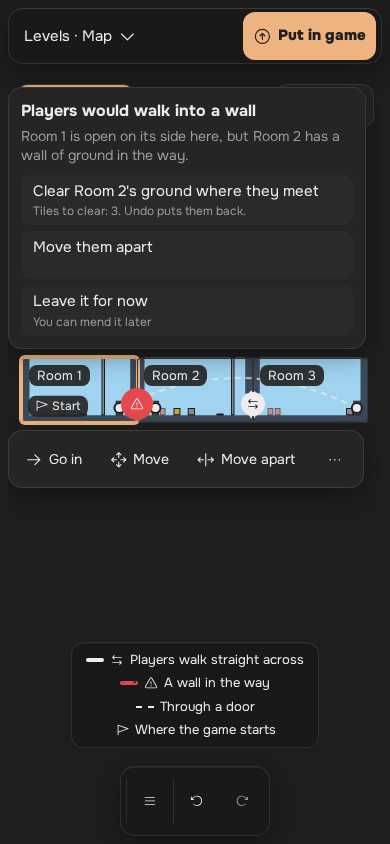 Levels · Map
Put in game
Players would walk into a wall
Room 1 is open on its side here, but Room 2 has a
wall of ground in the way.
Clear Room 2's ground where they meet
Tiles to clear: 3. Undo puts them back.
Move them apart
Leave it for now
You can mend it later
Room 1
Room 2
Room 3
Start
Go in
Move
Move apart
Players walk straight across
A wall in the way
Through a door
Where the game starts